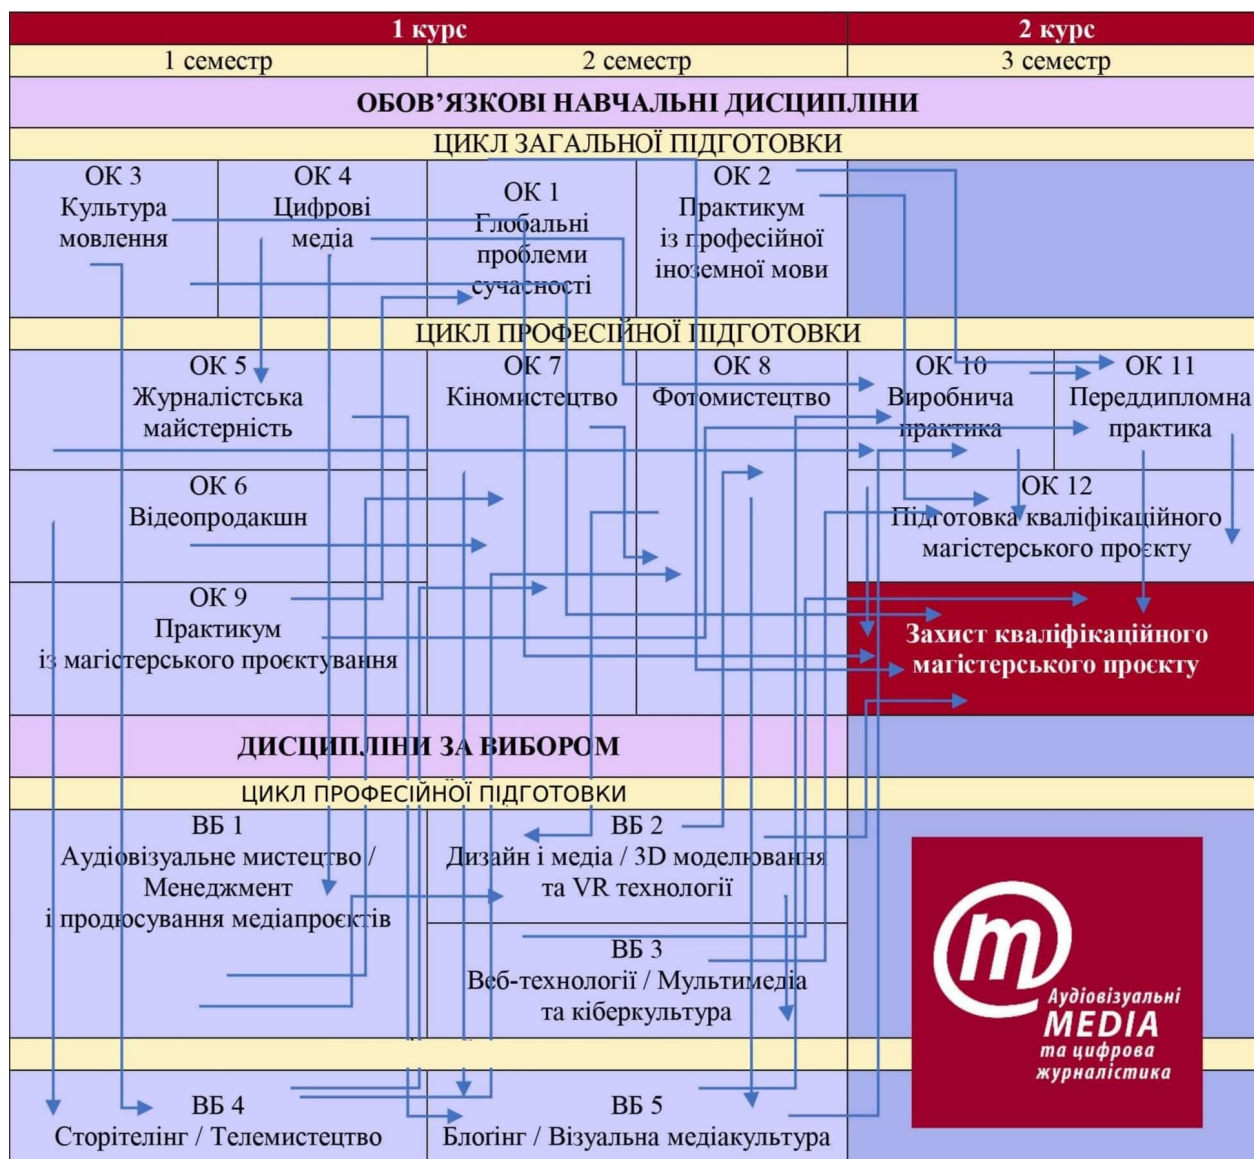 1 курс
2 курс
1 семестр
2 семестр
3 семестр
ОБОВ’ЯЗКОВІ НАВЧАЛЬНІ ДИСЦИПЛІНИ
ЦИКЛ ЗАГАЛЬНОЇ ПІДГОТОВКИ
ОК 3
Культура
мовлення
ОК 4
Цифрові
медіа
ОК 1
Глобальні
проблеми
сучасності
ОК 2
Практикум
із професійної
іноземної мови
ЦИКЛ ПРОФЕСІЙНОЇ ПІДГОТОВКИ
ОК 5
Журналістська
майстерність
ОК 7
Кіномистецтво
ОК 8
Фотомистецтво
ОК 10
Виробнича
практика
ОК 11
Переддипломна
практика
ОК 6
Відеопродакшн
ОК 12
Підготовка кваліфікаційного
магістерського проєкту
ОК 9
Практикум
із магістерського проєктування
Захист кваліфікаційного
магістерського проєкту
ДИСЦИПЛІНИ ЗА ВИБОРОМ
ЦИКЛ ПРОФЕСІЙНОЇ ПІДГОТОВКИ
ВБ 1
Аудіовізуальне мистецтво /
Менеджмент
і продюсування медіапроєктів
ВБ 2
Дизайн і медіа / 3D моделювання
та VR технології
ВБ 3
Веб-технології / Мультимедіа
та кіберкультура
ВБ 4
Сторітелінг / Телемистецтво
ВБ 5
Блогінг / Візуальна медіакультура
m
Аудіовізуальні
MEDIA
та цифрова
журналістика